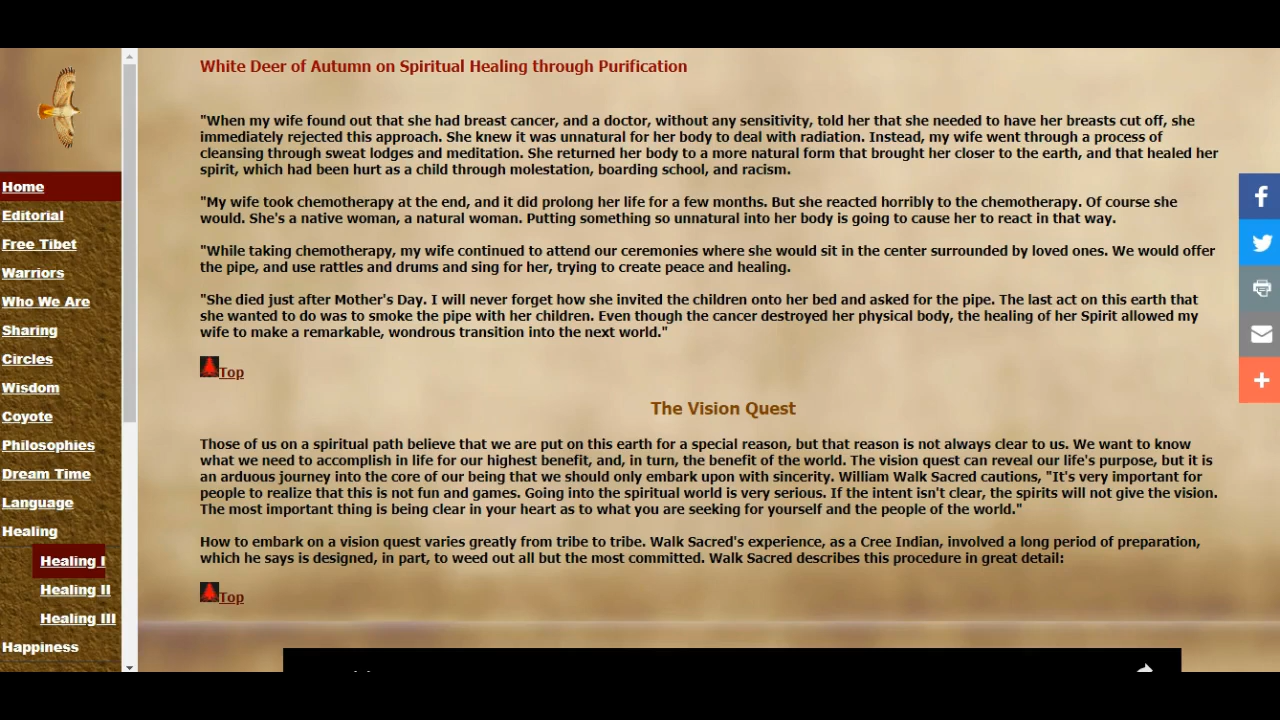 White Deer of Autumn on Spiritual Healing through Purification
"When my wife found out that she had breast cancer, and a doctor, without any sensitivity, told her that she needed to have her breasts cut off, she
immediately rejected this approach. She knew it was unnatural for her body to deal with radiation. Instead, my wife went through a process of
cleansing through sweat lodges and meditation. She returned her body to a more natural form that brought her closer to the earth, and that healed her
spirit, which had been hurt as a child through molestation, boarding school, and racism.
"My wife took chemotherapy at the end, and it did prolong her life for a few months. But she reacted horribly to the chemotherapy. Of course she
would. She's a native woman, a natural woman. Putting something so unnatural into her body is going to cause her to react in that way.
"While taking chemotherapy, my wife continued to attend our ceremonies where she would sit in the center surrounded by loved ones. We would offer
the pipe, and use rattles and drums and sing for her, trying to create peace and healing.
"She died just after Mother's Day. I will never forget how she invited the children onto her bed and asked for the pipe. The last act on this earth that
she wanted to do was to smoke the pipe with her children. Even though the cancer destroyed her physical body, the healing of her Spirit allowed my
wife to make a remarkable, wondrous transition into the next world."
Top
The Vision Quest
Those of us on a spiritual path believe that we are put on this earth for a special reason, but that reason is not always clear to us. We want to know
what we need to accomplish in life for our highest benefit, and, in turn, the benefit of the world. The vision quest can reveal our life's purpose, but it is
an arduous journey into the core of our being that we should only embark upon with sincerity. William Walk Sacred cautions, "It's very important for
people to realize that this is not fun and games. Going into the spiritual world is very serious. If the intent isn't clear, the spirits will not give the vision.
The most important thing is being clear in your heart as to what you are seeking for yourself and the people of the world."
How to embark on a vision quest varies greatly from tribe to tribe. Walk Sacred's experience, as a Cree Indian, involved a long period of preparation,
which he says is designed, in part, to weed out all but the most committed. Walk Sacred describes this procedure in great detail:
Top
Home
Editorial
Free Tibet
Warriors
Who We Are
Sharing
Circles
Wisdom
Coyote
Philosophies
Dream Time
Language
Healing
Healing I
Healing II
Healing III
Happiness